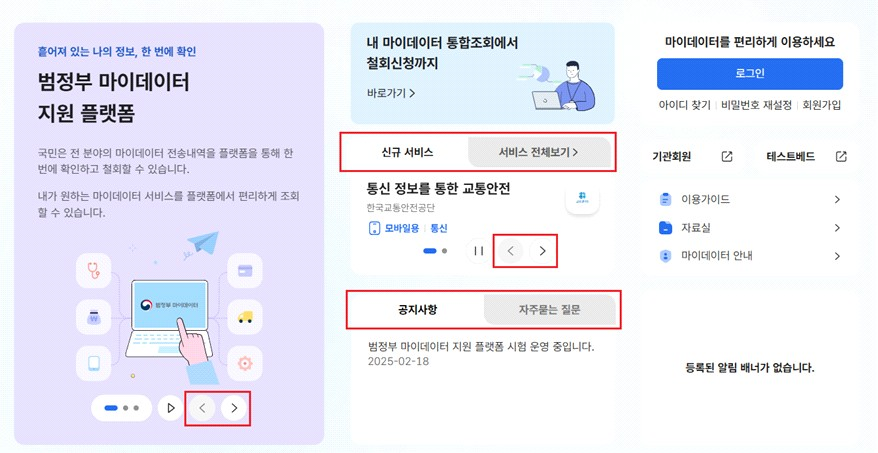 흩어져 있는 나의 정보, 한 번에 확인
범정부 마이데이터
지원 플랫폼
국민은 전 분야의 마이데이터 전송내역을 플랫폼을 통해 한
번에 확인하고 철회할 수 있습니다.
내가 원하는 마이데이터 서비스를 플랫폼에서 편리하게 조회
할 수 있습니다.
범정부 마이데이터
내 마이데이터 통합조회에서
철회신청까지
바로가기
신규 서비스
서비스 전체보기
통신 정보를 통한 교통안전
한국교통안전공단
모바일용
통신
공지사항
자주묻는 질문
범정부 마이데이터 지원 플랫폼 시험 운영 중입니다.
2025-02-18
마이데이터를 편리하게 이용하세요
로그인
아이디 찾기
비밀번호 재설정
회원가입
기관회원
테스트베드
이용가이드
자료실
마이데이터 안내
등록된 알림 배너가 없습니다.